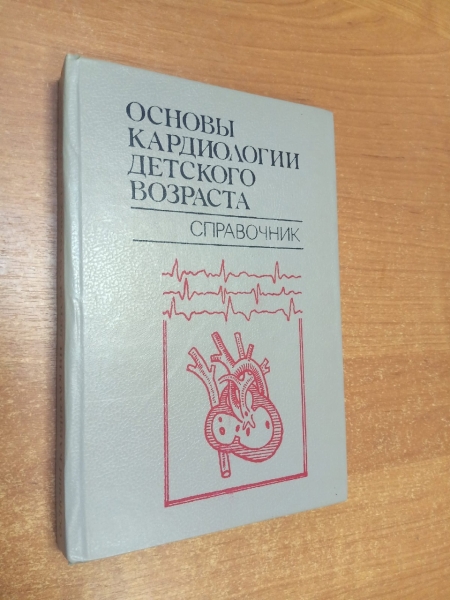 ОСНОВЫ
КАРДИОЛОГИИ
ДЕТСКОГО
ВОЗРАСТА
СПРАВОЧНИК